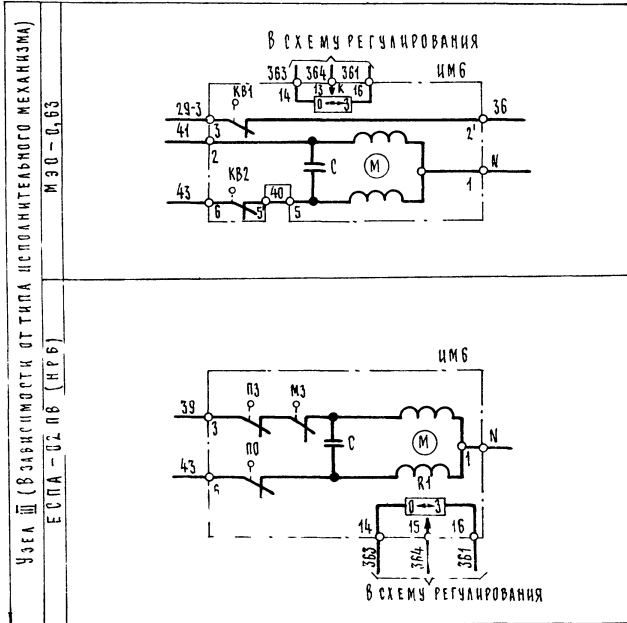 Узел III (в зависимости от типа исполнительного механизма)
МЭО-0,63
В схему регулирования
363 364 361
ИМ6
14 13 К 16
0 3
КВ1
29-3
3
36
2'
41
2
С
М
N
1
КВ2
43
6
5
40
5
ЕСПА-02 ПВ (НРБ)
ИМ6
ПЗ
МЗ
39
3
С
М
N
1
ПО
43
6
R1
0 3
14 15 16
363 364 361
В схему регулирования